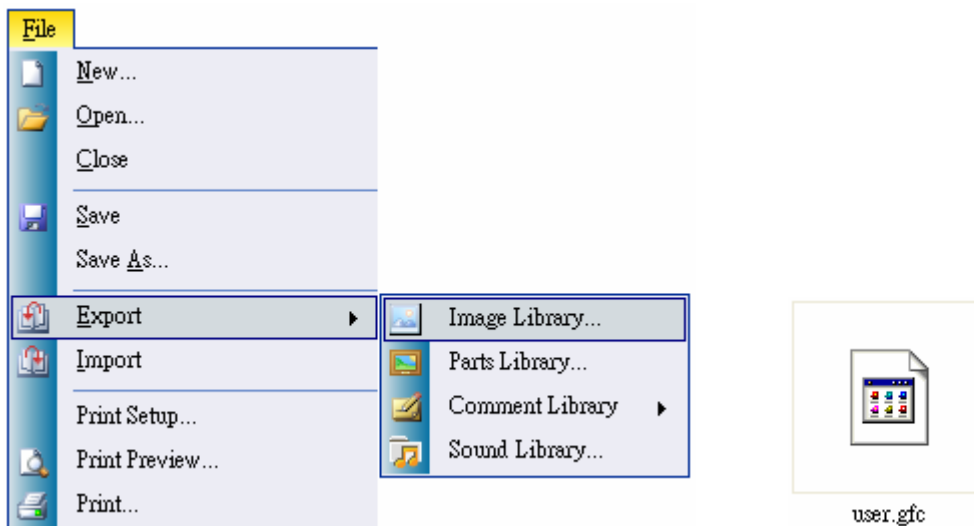 File
New...
Open...
Close
Save
Save As...
Export
Import
Print Setup...
Print Preview...
Print...
Image Library...
Parts Library...
Comment Library
Sound Library...
user.gfc